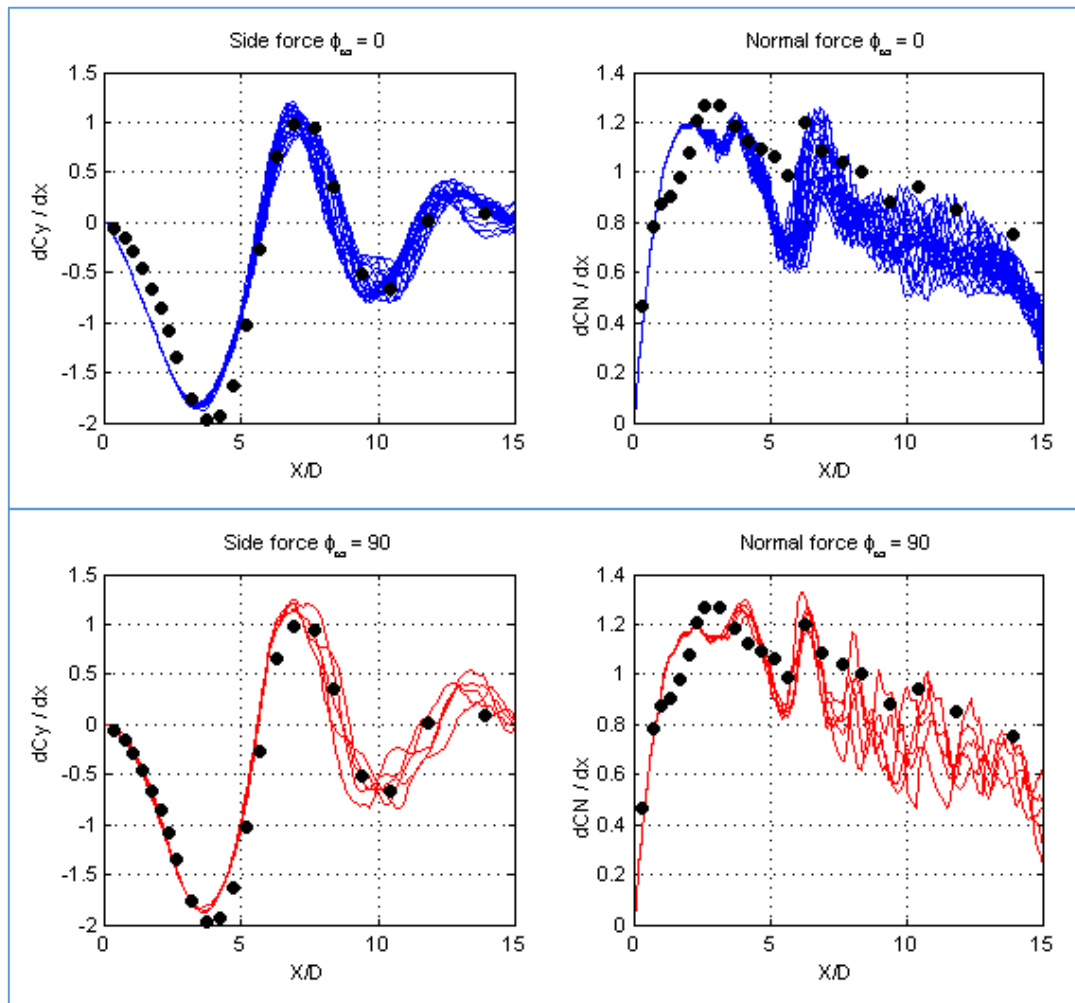 Side force ϕ∞ = 0
1.5
1
0.5
0
-0.5
-1
-1.5
-2
dCy / dx
0 5 10 15
X/D
Normal force ϕ∞ = 0
1.4
1.2
1
0.8
0.6
0.4
0.2
0
dCN / dx
0 5 10 15
X/D
Side force ϕ∞ = 90
1.5
1
0.5
0
-0.5
-1
-1.5
-2
dCy / dx
0 5 10 15
X/D
Normal force ϕ∞ = 90
1.4
1.2
1
0.8
0.6
0.4
0.2
0
dCN / dx
0 5 10 15
X/D